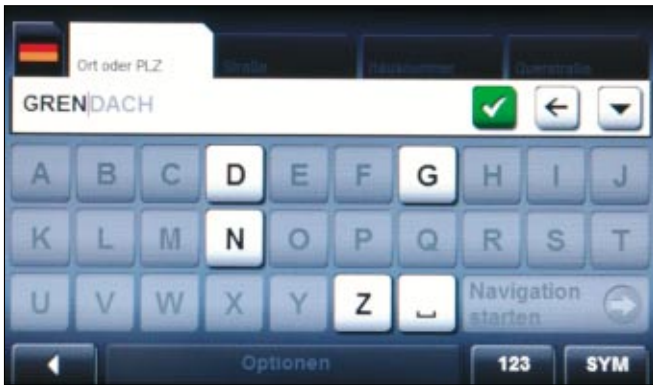 Ort oder PLZ Straße Hausnummer Querstraße
GRENDACH
A B C D E F G H I J
K L M N O P Q R S T
U V W X Y Z Navigation starten
Optionen 123 SYM